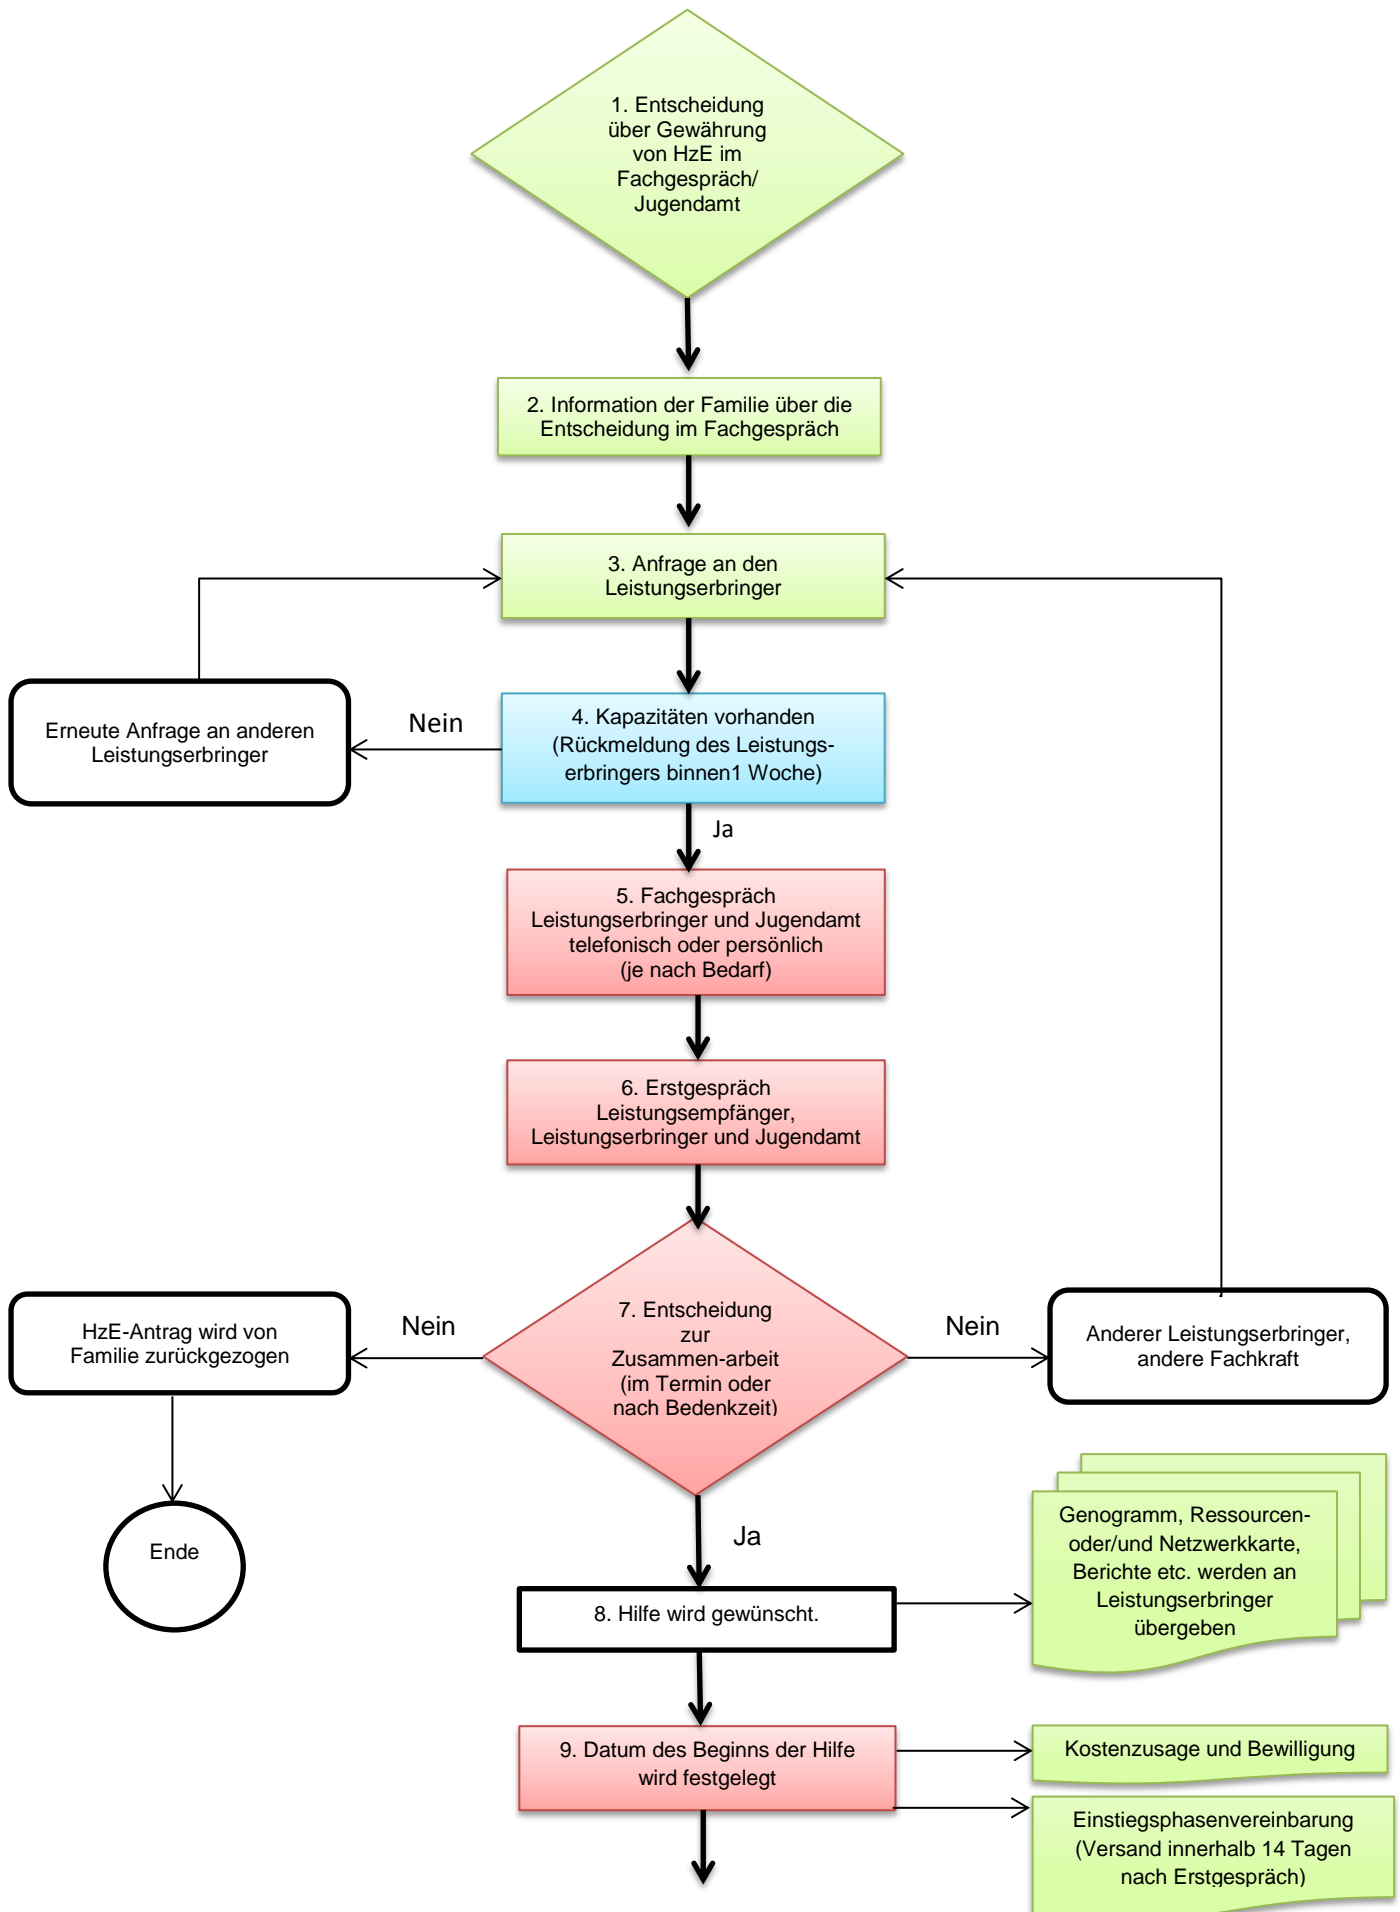 1. Entscheidung
über Gewährung
von HzE im
Fachgespräch/
Jugendamt
2. Information der Familie über die
Entscheidung im Fachgespräch
3. Anfrage an den
Leistungserbringer
Erneute Anfrage an anderen
Leistungserbringer
Nein
4. Kapazitäten vorhanden
(Rückmeldung des Leistungs-
erbringers binnen1 Woche)
Ja
5. Fachgespräch
Leistungserbringer und Jugendamt
telefonisch oder persönlich
(je nach Bedarf)
6. Erstgespräch
Leistungsempfänger,
Leistungserbringer und Jugendamt
HzE-Antrag wird von
Familie zurückgezogen
Nein
7. Entscheidung
zur
Zusammen-arbeit
(im Termin oder
nach Bedenkzeit)
Nein
Anderer Leistungserbringer,
andere Fachkraft
Ende
Ja
8. Hilfe wird gewünscht.
Genogramm, Ressourcen-
oder/und Netzwerkkarte,
Berichte etc. werden an
Leistungserbringer
übergeben
9. Datum des Beginns der Hilfe
wird festgelegt
Kostenzusage und Bewilligung
Einstiegsphasenvereinbarung
(Versand innerhalb 14 Tagen
nach Erstgespräch)